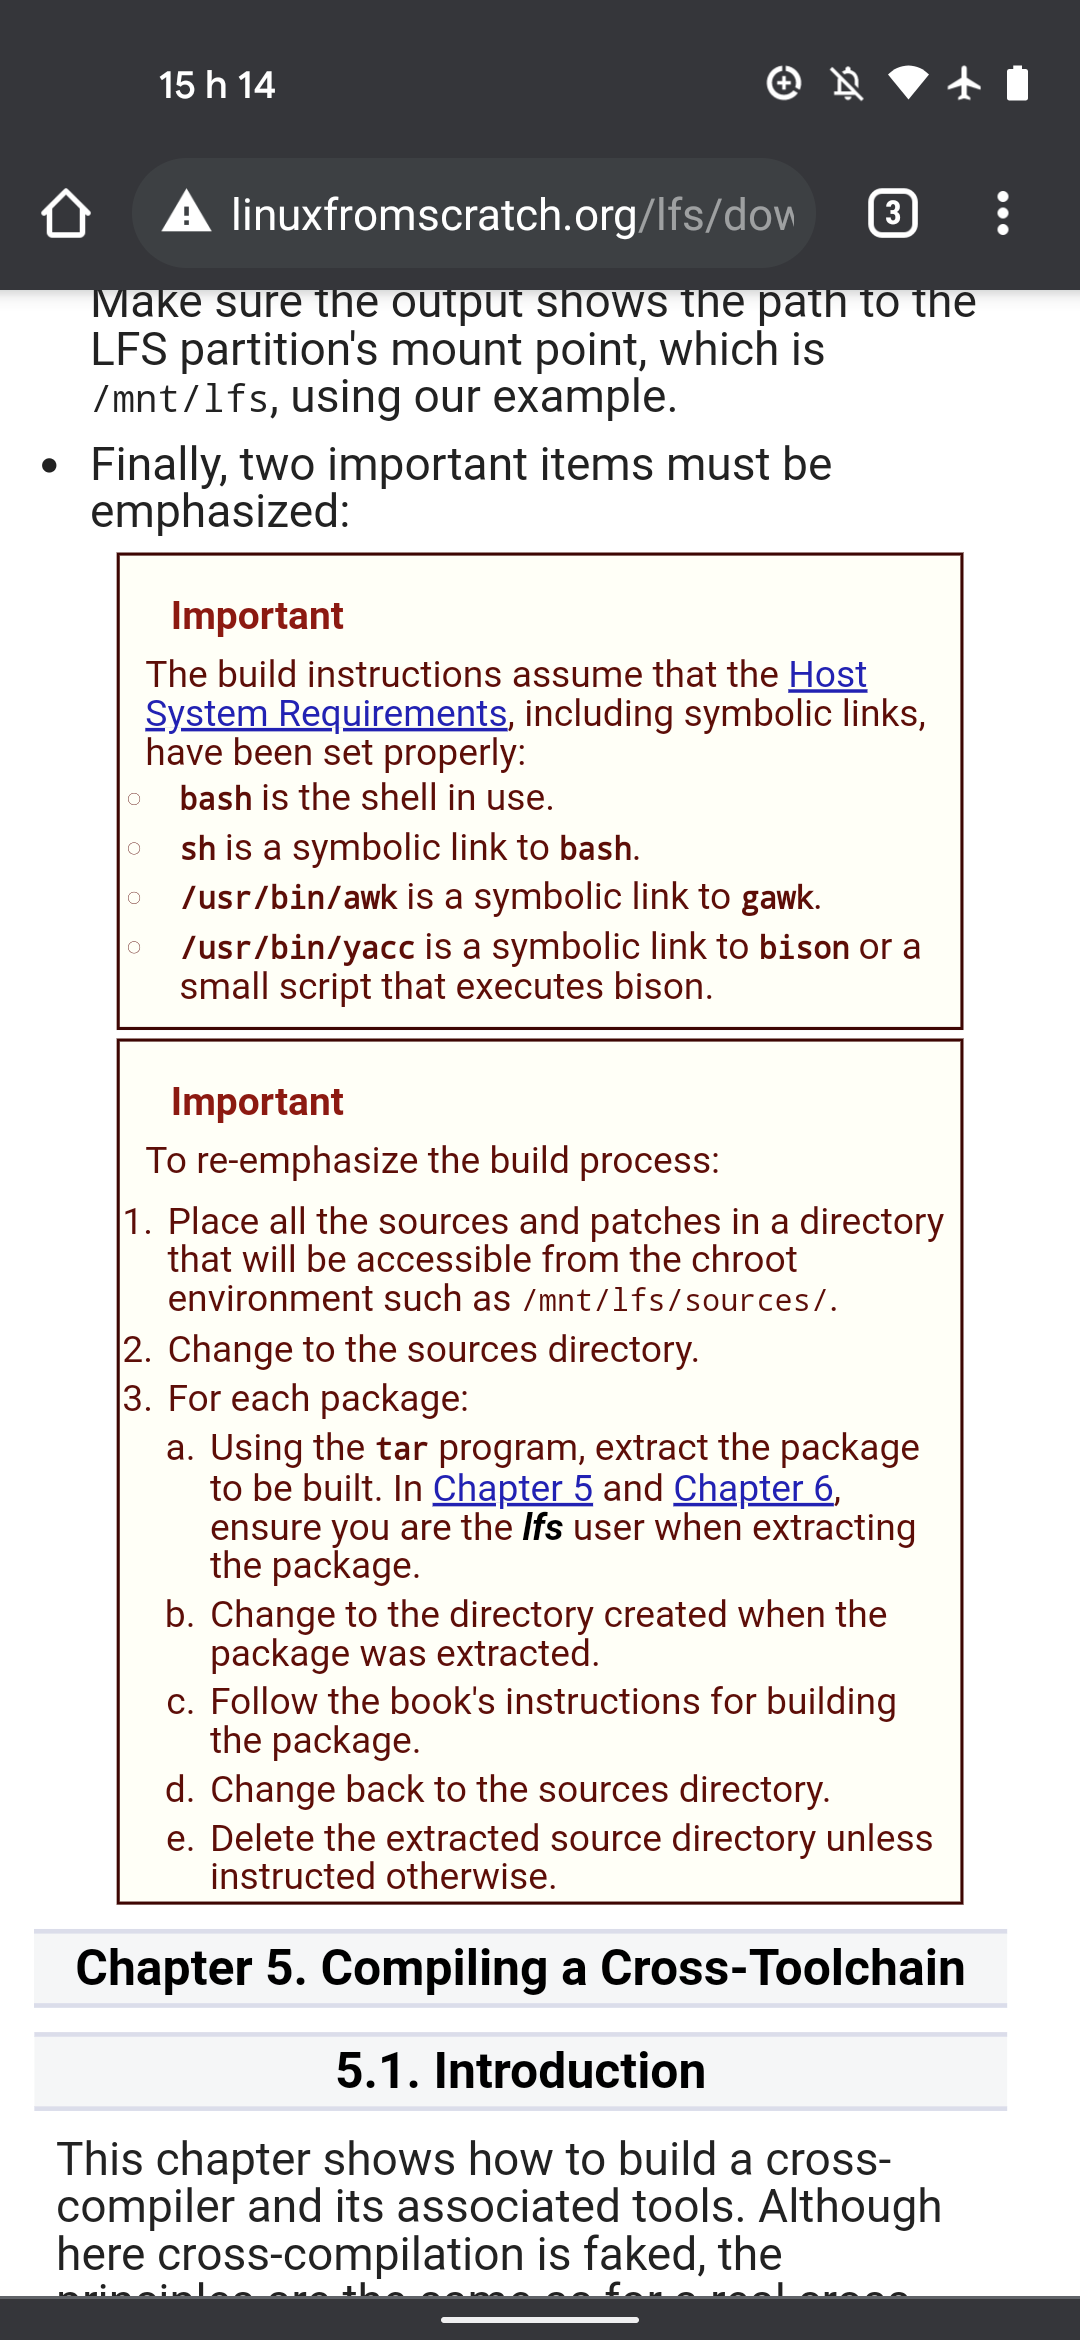 15 h 14
linuxfromscratch.org/lfs/dow
3
Make sure the output shows the path to the
LFS partition's mount point, which is
/mnt/lfs, using our example.
• Finally, two important items must be
emphasized:
Important
The build instructions assume that the Host
System Requirements, including symbolic links,
have been set properly:
○ bash is the shell in use.
○ sh is a symbolic link to bash.
○ /usr/bin/awk is a symbolic link to gawk.
○ /usr/bin/yacc is a symbolic link to bison or a
small script that executes bison.
Important
To re-emphasize the build process:
1. Place all the sources and patches in a directory
that will be accessible from the chroot
environment such as /mnt/lfs/sources/.
2. Change to the sources directory.
3. For each package:
a. Using the tar program, extract the package
to be built. In Chapter 5 and Chapter 6,
ensure you are the lfs user when extracting
the package.
b. Change to the directory created when the
package was extracted.
c. Follow the book's instructions for building
the package.
d. Change back to the sources directory.
e. Delete the extracted source directory unless
instructed otherwise.
Chapter 5. Compiling a Cross-Toolchain
5.1. Introduction
This chapter shows how to build a cross-
compiler and its associated tools. Although
here cross-compilation is faked, the
principles are the same as for a real cross-